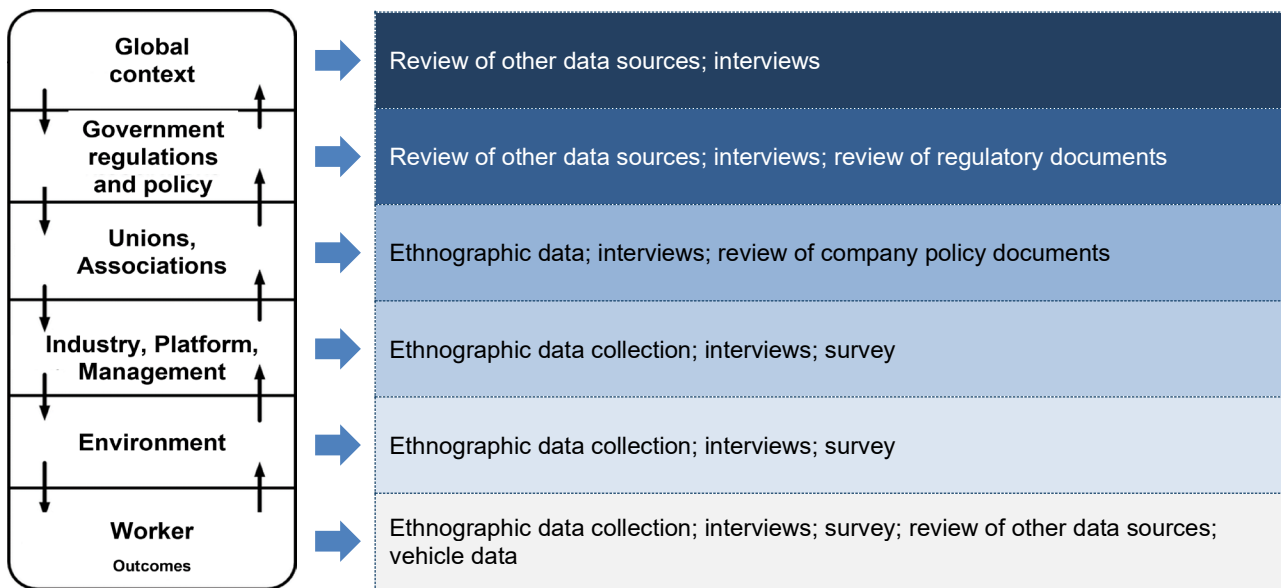 Global
context
Review of other data sources; interviews
Government
regulations
and policy
Review of other data sources; interviews; review of regulatory documents
Unions,
Associations
Ethnographic data; interviews; review of company policy documents
Industry, Platform,
Management
Ethnographic data collection; interviews; survey
Environment
Ethnographic data collection; interviews; survey
Worker
Outcomes
Ethnographic data collection; interviews; survey; review of other data sources;
vehicle data